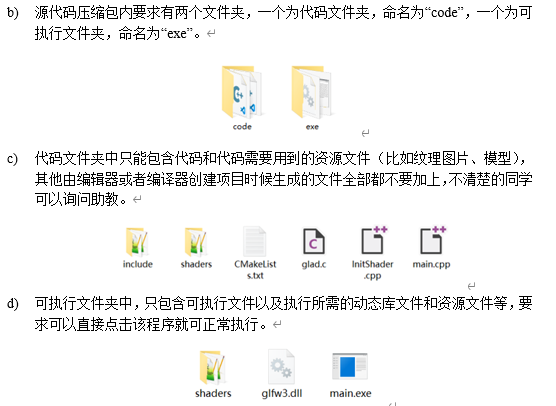 b) 源代码压缩包内要求有两个文件夹，一个为代码文件夹，命名为“code”，一个为可
执行文件夹，命名为“exe”。
code exe
c) 代码文件夹中只能包含代码和代码需要用到的资源文件（比如纹理图片、模型），
其他由编辑器或者编译器创建项目时候生成的文件全部都不要加上，不清楚的同学
可以询问助教。
include shaders CMakeList glad.c InitShader main.cpp
s.txt .cpp
d) 可执行文件夹中，只包含可执行文件以及执行所需的动态库文件和资源文件等，要
求可以直接点击该程序就可正常执行。
shaders glfw3.dll main.exe